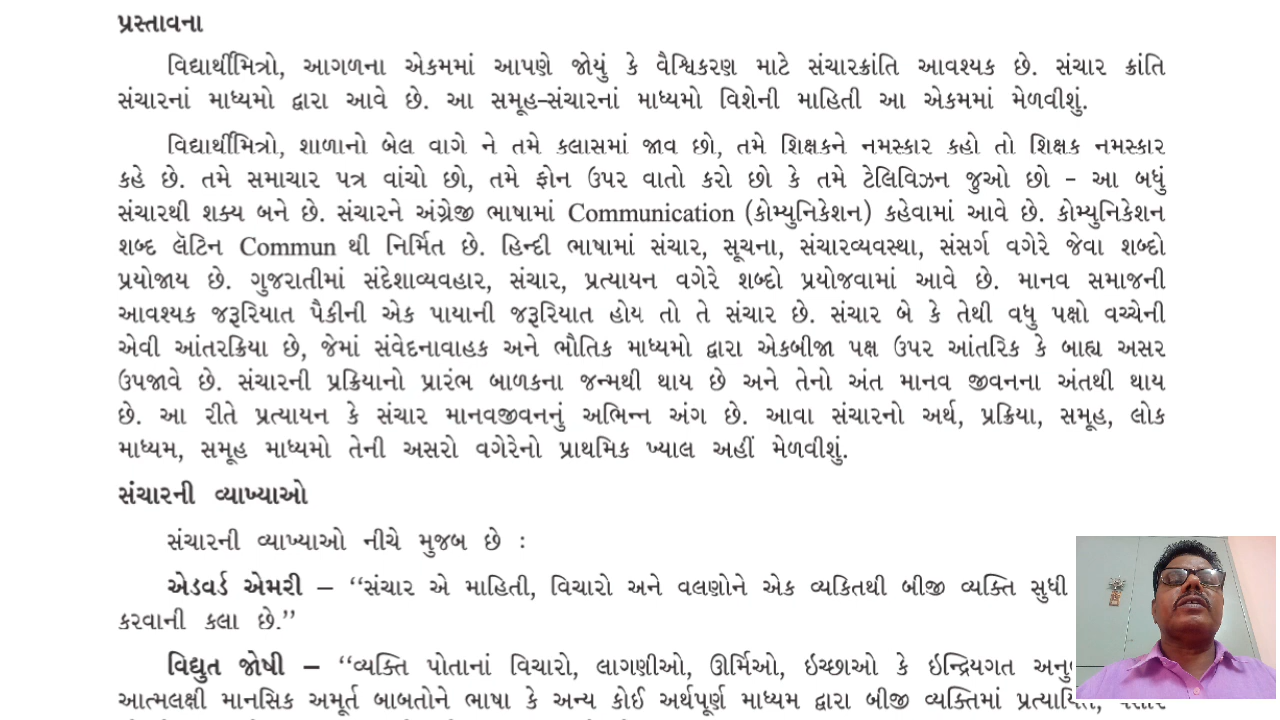 પ્રસ્તાવના
વિદ્યાર્થીમિત્રો, આગળના એકમમાં આપણે જોયું કે વૈશ્વિકરણ માટે સંચારક્રાંતિ આવશ્યક છે. સંચાર ક્રાંતિ
સંચારનાં માધ્યમો દ્વારા આવે છે. આ સમૂહ-સંચારનાં માધ્યમો વિશેની માહિતી આ એકમમાં મેળવીશું.
વિદ્યાર્થીમિત્રો, શાળાનો બેલ વાગે ને તમે કલાસમાં જાવ છો, તમે શિક્ષકને નમસ્કાર કહો તો શિક્ષક નમસ્કાર
કહે છે. તમે સમાચાર પત્ર વાંચો છો, તમે ફોન ઉપર વાતો કરો છો કે તમે ટેલિવિઝન જુઓ છો – આ બધું
સંચારથી શક્ય બને છે. સંચારને અંગ્રેજી ભાષામાં Communication (કોમ્યુનિકેશન) કહેવામાં આવે છે. કોમ્યુનિકેશન
શબ્દ લૅટિન Commun થી નિર્મિત છે. હિન્દી ભાષામાં સંચાર, સૂચના, સંચારવ્યવસ્થા, સંસર્ગ વગેરે જેવા શબ્દો
પ્રયોજાય છે. ગુજરાતીમાં સંદેશાવ્યવહાર, સંચાર, પ્રત્યાયન વગેરે શબ્દો પ્રયોજવામાં આવે છે. માનવ સમાજની
આવશ્યક જરૂરિયાત પૈકીની એક પાયાની જરૂરિયાત હોય તો તે સંચાર છે. સંચાર બે કે તેથી વધુ પક્ષો વચ્ચેની
એવી આંતરક્રિયા છે, જેમાં સંવેદનાવાહક અને ભૌતિક માધ્યમો દ્વારા એકબીજા પક્ષ ઉપર આંતરિક કે બાહ્ય અસર
ઉપજાવે છે. સંચારની પ્રક્રિયાનો પ્રારંભ બાળકના જન્મથી થાય છે અને તેનો અંત માનવ જીવનના અંતથી થાય
છે. આ રીતે પ્રત્યાયન કે સંચાર માનવજીવનનું અભિન્ન અંગ છે. આવા સંચારનો અર્થ, પ્રક્રિયા, સમૂહ, લોક
માધ્યમ, સમૂહ માધ્યમો તેની અસરો વગેરેનો પ્રાથમિક ખ્યાલ અહીં મેળવીશું.
સંચારની વ્યાખ્યાઓ
સંચારની વ્યાખ્યાઓ નીચે મુજબ છે :
એડવર્ડ એમરી – “સંચાર એ માહિતી, વિચારો અને વલણોને એક વ્યકિતથી બીજી વ્યક્તિ સુધી
કરવાની કલા છે.”
વિદ્યુત જોષી – “વ્યક્તિ પોતાનાં વિચારો, લાગણીઓ, ઊર્મિઓ, ઇચ્છાઓ કે ઇન્દ્રિયગત
આત્મલક્ષી માનસિક અમૂર્ત બાબતોને ભાષા કે અન્ય કોઈ અર્થપૂર્ણ માધ્યમ દ્વારા બીજી વ્યક્તિમાં